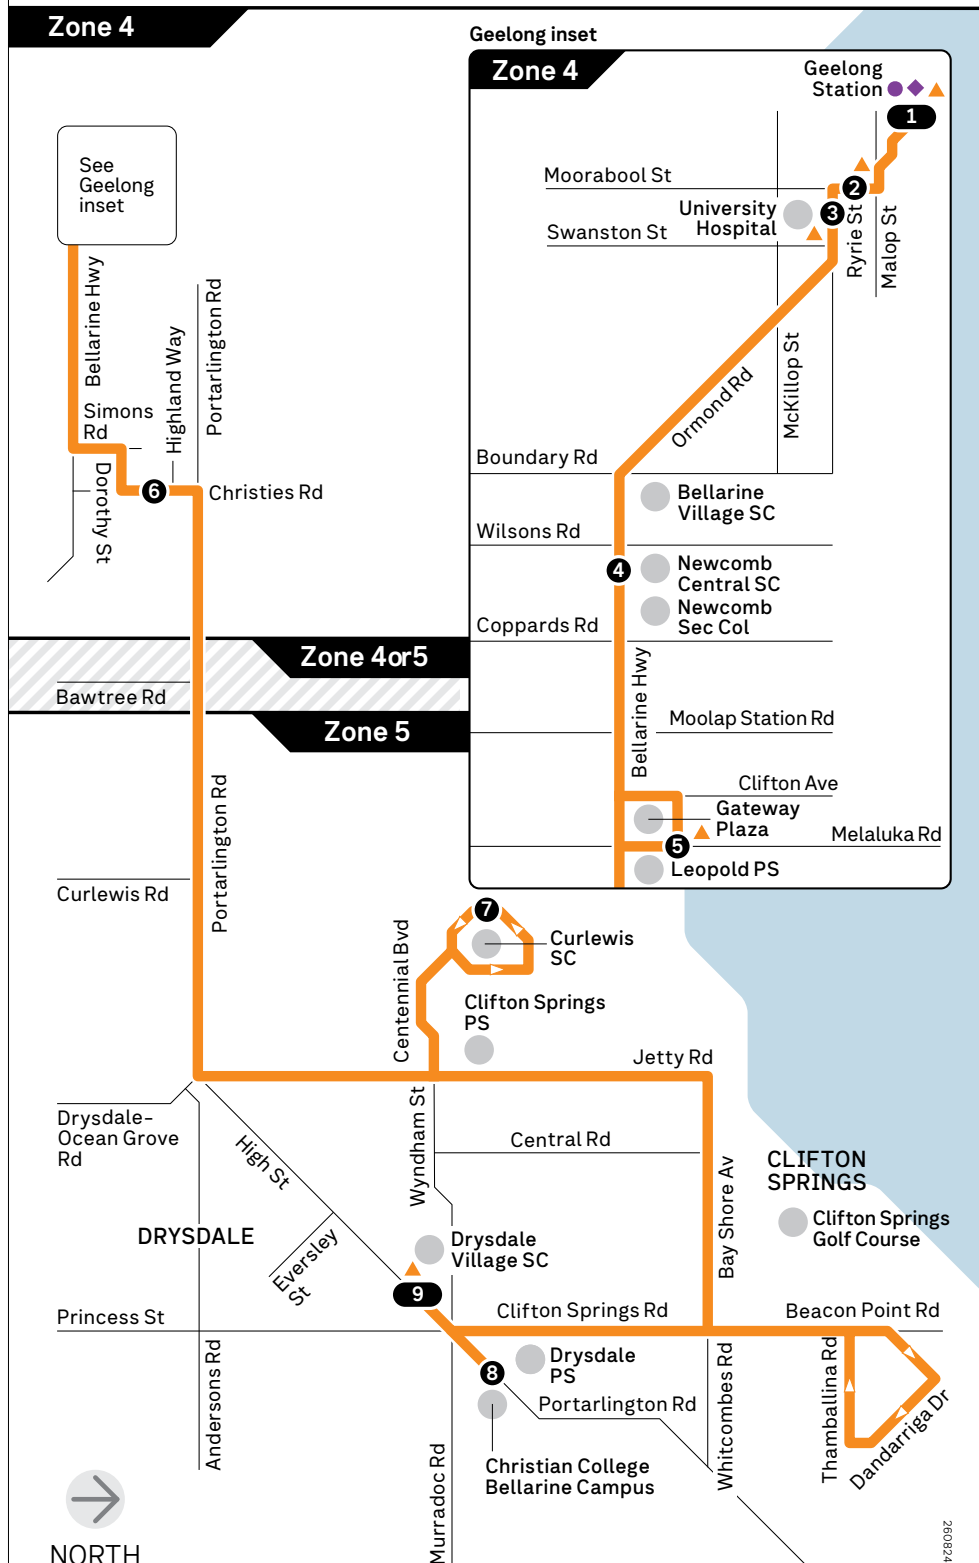 Zone 4
Geelong inset
Zone 4
Geelong
Station
1
See
Geelong
inset
Moorabool St
2
University
Hospital
3
Swanston St
Ryrie St
Malop St
Bellarine Hwy
Portarlington Rd
Highland Way
McKillop St
Ormond Rd
Simons
Rd
Boundary Rd
Dorothy St
6
Christies Rd
Bellarine
Village SC
Wilsons Rd
4
Newcomb
Central SC
Newcomb
Sec Col
Coppards Rd
Zone 4or5
Bawtree Rd
Zone 5
Bellarine Hwy
Moolap Station Rd
Clifton Ave
Gateway
Plaza
Melaluka Rd
5
Leopold PS
Portarlington Rd
Curlewis Rd
7
Curlewis
SC
Centennial Bvd
Clifton Springs
PS
Jetty Rd
Drysdale-
Ocean Grove
Rd
High St
Wyndham St
Central Rd
CLIFTON
SPRINGS
Bay Shore Av
Clifton Springs
Golf Course
DRYSDALE
Eversley
St
Drysdale
Village SC
9
Princess St
Clifton Springs Rd
Beacon Point Rd
Andersons Rd
Drysdale
PS
8
Portarlington Rd
Whitcombes Rd
Thamballina Rd
Dandarriga Dr
Christian College
Bellarine Campus
Murradoc Rd
NORTH
260824